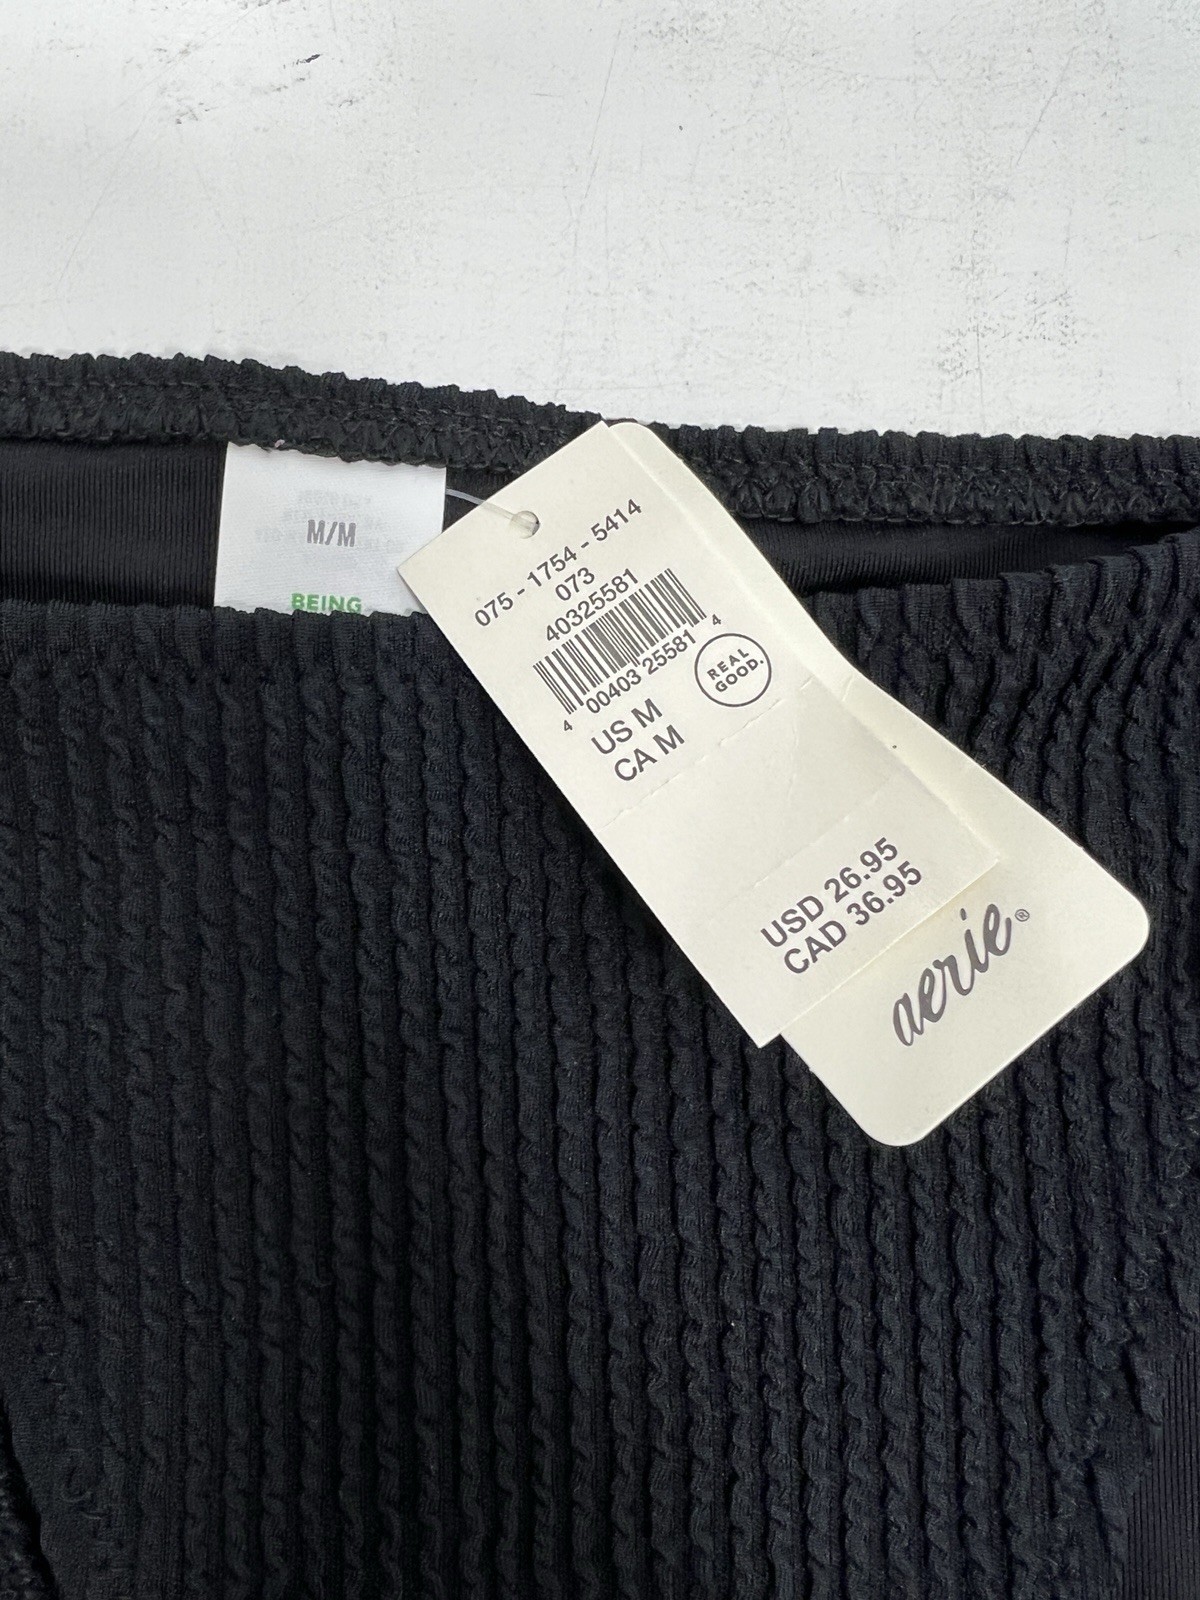 M/M
BEING
075 - 1754 - 5414
073
40325581
4 00403 25581 4
REAL
GOOD.
US M
CA M
USD 26.95
CAD 36.95
aerie®